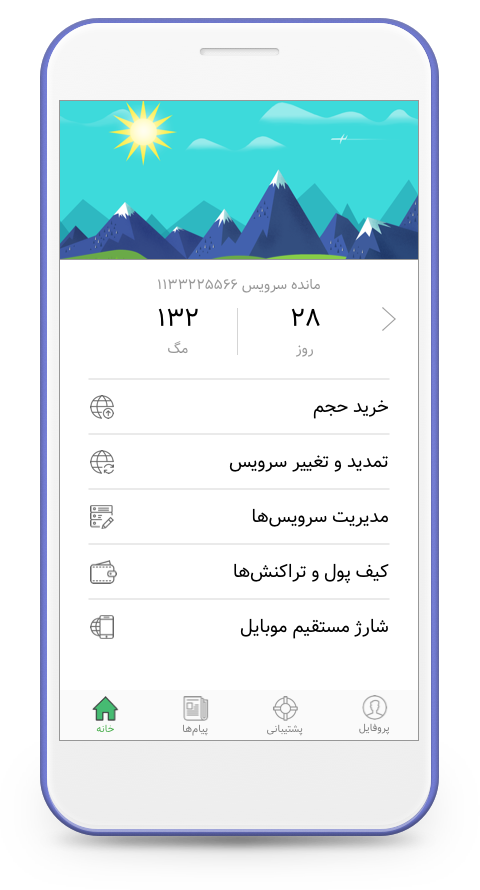 مانده سرویس ۱۱۳۳۲۲۵۵۶۶
۲۸ ۱۳۲
روز مگ
خرید حجم
تمدید و تغییر سرویس
مدیریت سرویس‌ها
کیف پول و تراکنش‌ها
شارژ مستقیم موبایل
پروفایل پشتیبانی پیام‌ها خانه